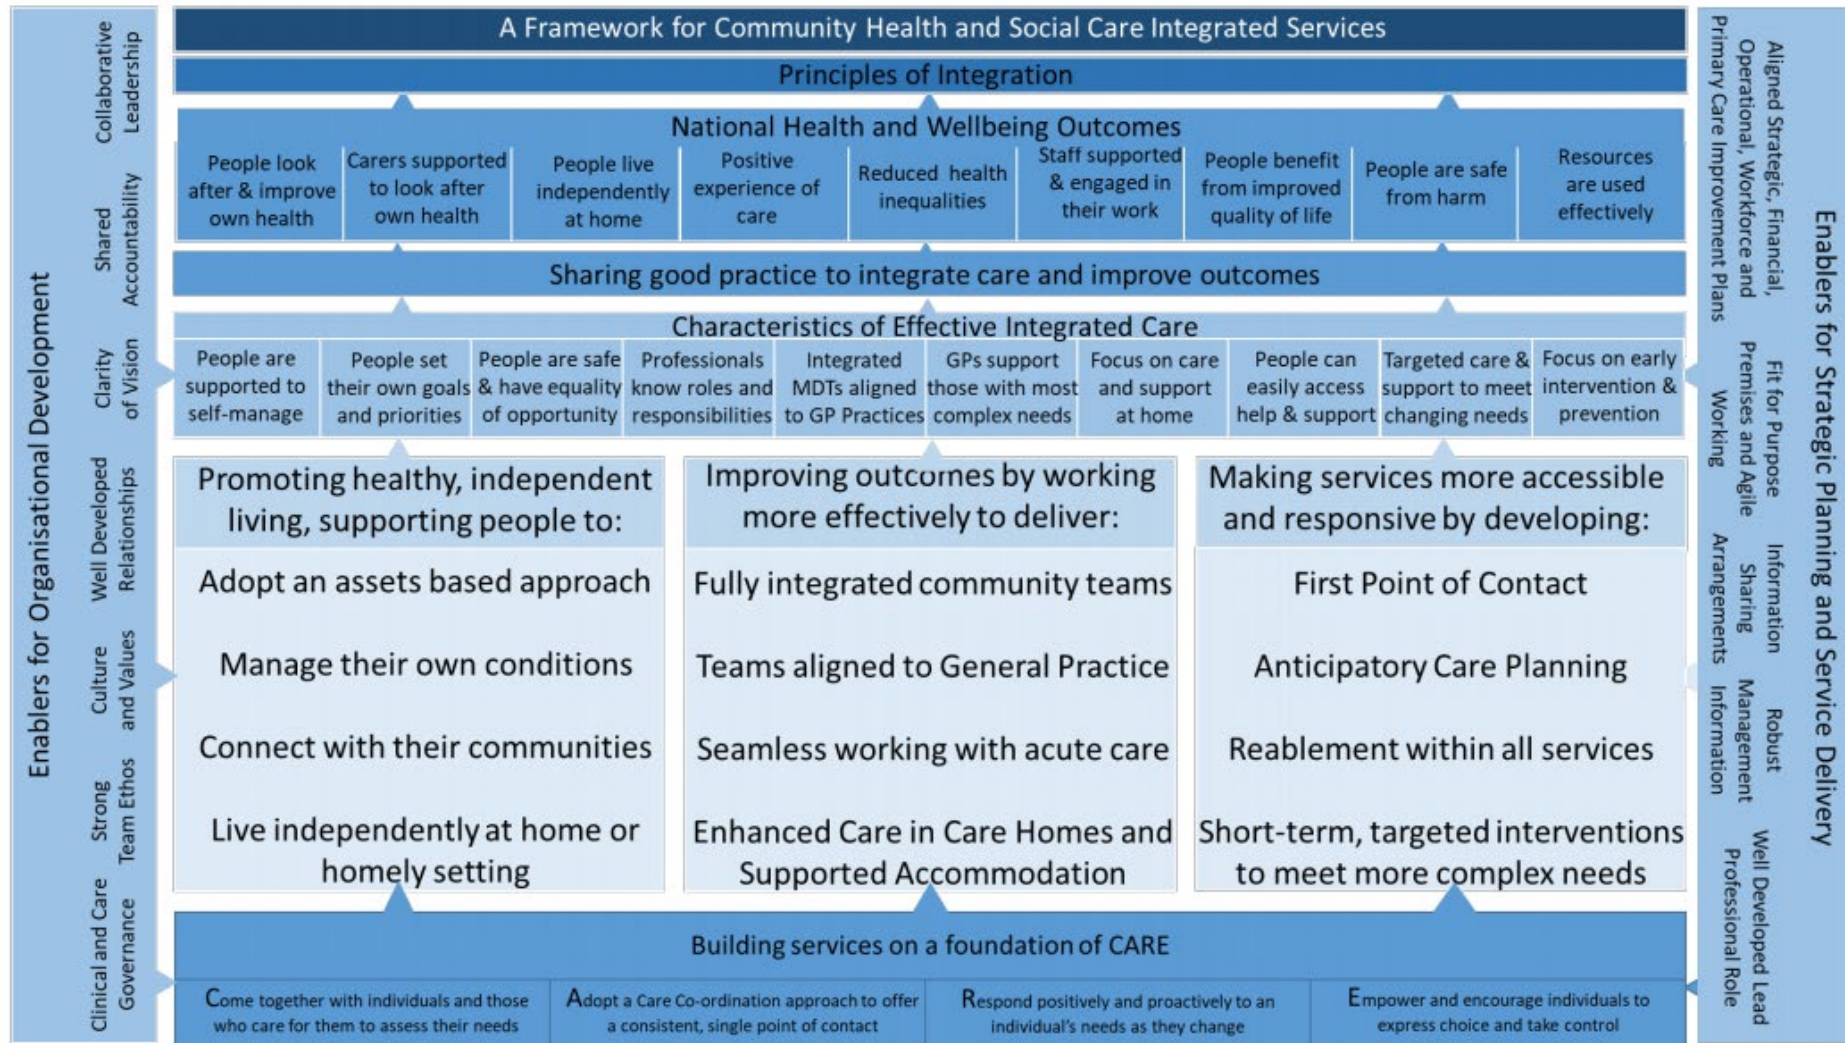 A Framework for Community Health and Social Care Integrated Services
Principles of Integration
National Health and Wellbeing Outcomes
People look
after & improve
own health
Carers supported
to look after
own health
People live
independently
at home
Positive
experience of
care
Reduced health
inequalities
Staff supported
& engaged in
their work
People benefit
from improved
quality of life
People are safe
from harm
Resources
are used
effectively
Sharing good practice to integrate care and improve outcomes
Characteristics of Effective Integrated Care
People are
supported to
self-manage
People set
their own goals
and priorities
People are safe
& have equality
of opportunity
Professionals
know roles and
responsibilities
Integrated
MDTs aligned
to GP Practices
GPs support
those with most
complex needs
Focus on care
and support
at home
People can
easily access
help & support
Targeted care &
support to meet
changing needs
Focus on early
intervention &
prevention
Promoting healthy, independent
living, supporting people to:
Adopt an assets based approach
Manage their own conditions
Connect with their communities
Live independently at home or
homely setting
Improving outcomes by working
more effectively to deliver:
Fully integrated community teams
Teams aligned to General Practice
Seamless working with acute care
Enhanced Care in Care Homes and
Supported Accommodation
Making services more accessible
and responsive by developing:
First Point of Contact
Anticipatory Care Planning
Reablement within all services
Short-term, targeted interventions
to meet more complex needs
Building services on a foundation of CARE
Come together with individuals and those
who care for them to assess their needs
Adopt a Care Co-ordination approach to offer
a consistent, single point of contact
Respond positively and proactively to an
individual's needs as they change
Empower and encourage individuals to
express choice and take control
Enablers for Organisational Development
Collaborative
Leadership
Shared
Accountability
Clarity
of Vision
Well Developed
Relationships
Culture
and Values
Strong
Team Ethos
Clinical and Care
Governance
Enablers for Strategic Planning and Service Delivery
Aligned Strategic, Financial,
Operational, Workforce and
Primary Care Improvement Plans
Fit for Purpose
Premises and Agile
Working
Information
Sharing
Arrangements
Robust
Management
Information
Well Developed Lead
Professional Role